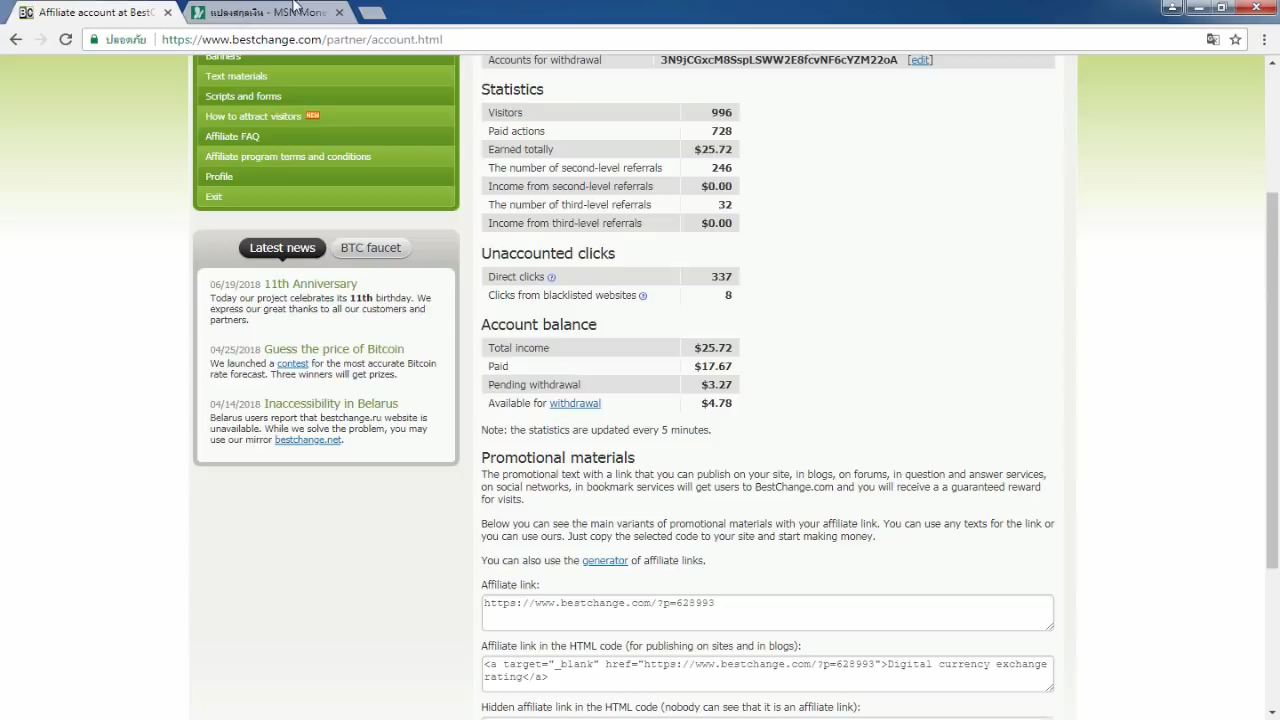 Affiliate account at BestC
แปลงสกุลเงิน - MSN Mone
ปลอดภัย
https://www.bestchange.com/partner/account.html
Banners
Text materials
Scripts and forms
How to attract visitors NEW
Affiliate FAQ
Affiliate program terms and conditions
Profile
Exit
Latest news
BTC faucet
06/19/2018 11th Anniversary
Today our project celebrates its 11th birthday. We
express our great thanks to all our customers and
partners.
04/25/2018 Guess the price of Bitcoin
We launched a contest for the most accurate Bitcoin
rate forecast. Three winners will get prizes.
04/14/2018 Inaccessibility in Belarus
Belarus users report that bestchange.ru website is
unavailable. While we solve the problem, you may
use our mirror bestchange.net.
Accounts for withdrawal 3N9jCGxcM8SspLSWW2E8fcvNF6cYZM22oA [edit]
Statistics
Visitors 996
Paid actions 728
Earned totally $25.72
The number of second-level referrals 246
Income from second-level referrals $0.00
The number of third-level referrals 32
Income from third-level referrals $0.00
Unaccounted clicks
Direct clicks 337
Clicks from blacklisted websites 8
Account balance
Total income $25.72
Paid $17.67
Pending withdrawal $3.27
Available for withdrawal $4.78
Note: the statistics are updated every 5 minutes.
Promotional materials
The promotional text with a link that you can publish on your site, in blogs, on forums, in question and answer services,
on social networks, in bookmark services will get users to BestChange.com and you will receive a a guaranteed reward
for visits.
Below you can see the main variants of promotional materials with your affiliate link. You can use any texts for the link or
you can use ours. Just copy the selected code to your site and start making money.
You can also use the generator of affiliate links.
Affiliate link:
https://www.bestchange.com/?p=628993
Affiliate link in the HTML code (for publishing on sites and in blogs):
<a target="_blank" href="https://www.bestchange.com/?p=628993">Digital currency exchange
rating</a>
Hidden affiliate link in the HTML code (nobody can see that it is an affiliate link):